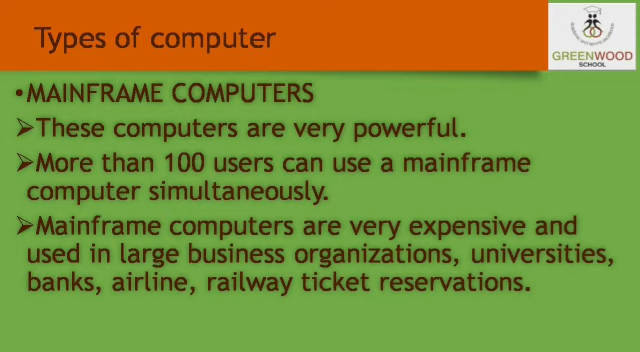 Types of computer
GREENWOOD
SCHOOL
•MAINFRAME COMPUTERS
➢These computers are very powerful.
➢More than 100 users can use a mainframe
computer simultaneously.
➢Mainframe computers are very expensive and
used in large business organizations, universities,
banks, airline, railway ticket reservations.